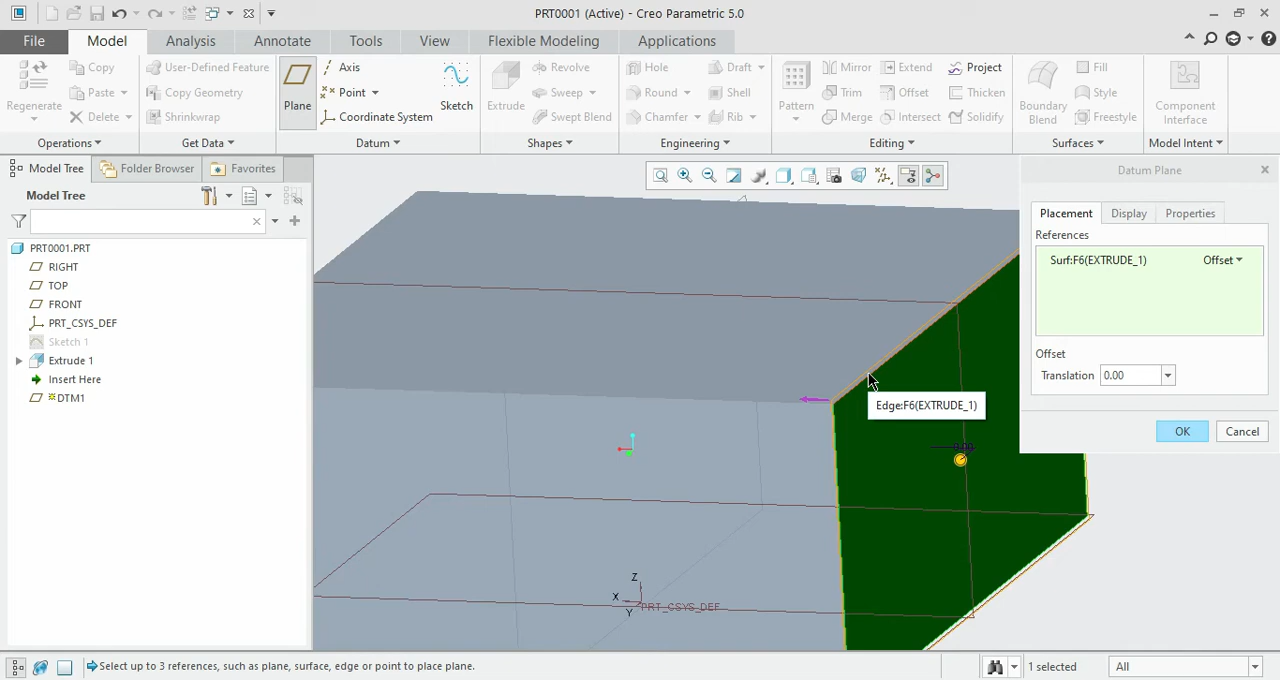 PRT0001 (Active) - Creo Parametric 5.0
File Model Analysis Annotate Tools View Flexible Modeling Applications
Regenerate Copy Paste Delete Operations
User-Defined Feature Copy Geometry Shrinkwrap Get Data
Plane Axis Point Coordinate System Sketch Datum
Extrude Revolve Sweep Swept Blend Shapes
Hole Round Chamfer Draft Shell Rib Engineering
Pattern Mirror Trim Merge Extend Offset Intersect Project Thicken Solidify Editing
Boundary Blend Fill Style Freestyle Surfaces
Component Interface Model Intent
Model Tree Folder Browser Favorites
Model Tree
PRT0001.PRT
RIGHT
TOP
FRONT
PRT_CSYS_DEF
Sketch 1
Extrude 1
Insert Here
DTM1
Edge:F6(EXTRUDE_1)
0.00
Z
X
Y
PRT_CSYS_DEF
Datum Plane
Placement Display Properties
References
Surf:F6(EXTRUDE_1) Offset
Offset
Translation 0.00
OK Cancel
Select up to 3 references, such as plane, surface, edge or point to place plane.
1 selected All